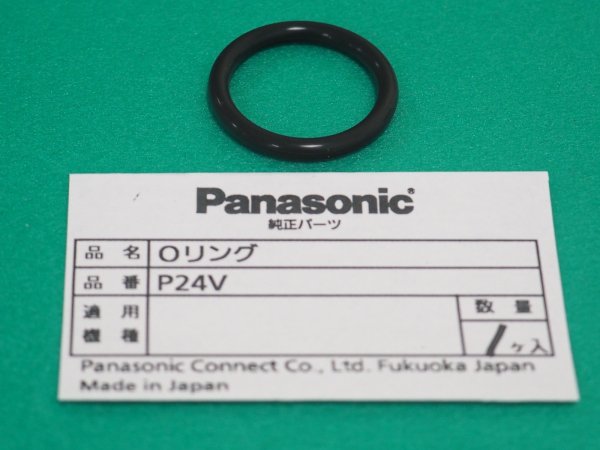 Panasonic®
純正パーツ
品名 Oリング
品番 P24V
適用 数量
機種 1ヶ入
Panasonic Connect Co., Ltd. Fukuoka Japan
Made in Japan